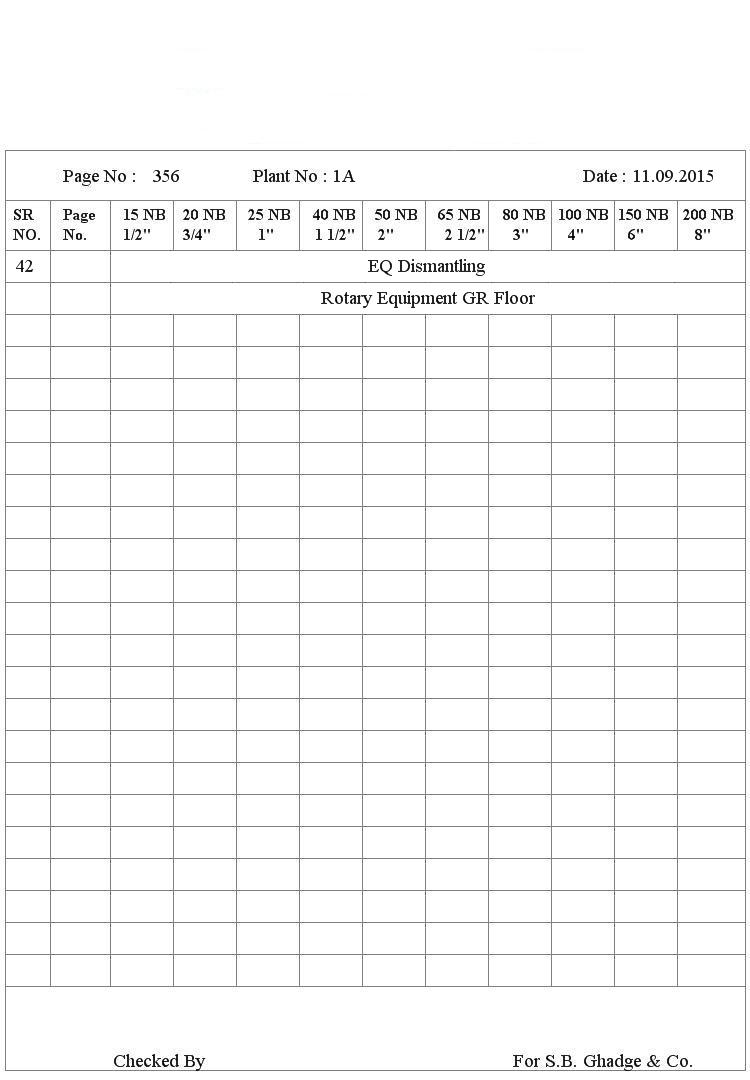 Page No : 356 Plant No : 1A Date : 11.09.2015
SR Page 15 NB 20 NB 25 NB 40 NB 50 NB 65 NB 80 NB 100 NB 150 NB 200 NB
NO. No. 1/2" 3/4" 1" 1 1/2" 2" 2 1/2" 3" 4" 6" 8"
42 EQ Dismantling
Rotary Equipment GR Floor
Checked By For S.B. Ghadge & Co.